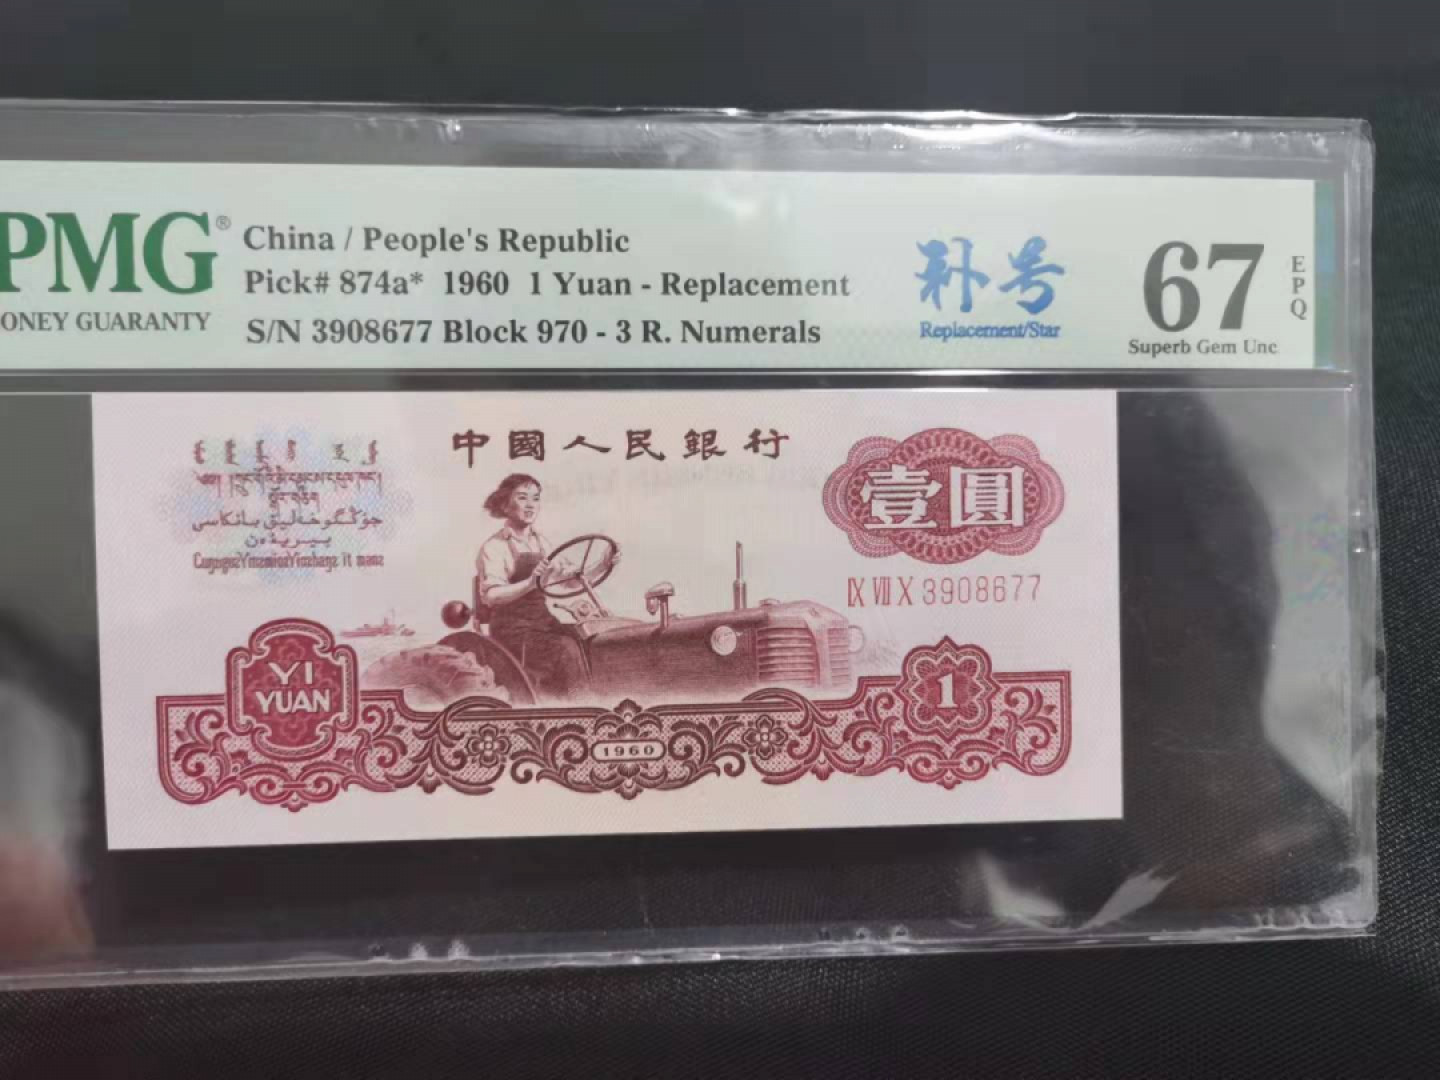 PMG®
ONEY GUARANTY
China / People's Republic
Pick# 874a* 1960 1 Yuan - Replacement
S/N 3908677 Block 970 - 3 R. Numerals
补号
Replacement/Star
67
EPQ
Superb Gem Unc
中國人民銀行
壹圓
IX VII X 3908677
YI
YUAN
1960
1